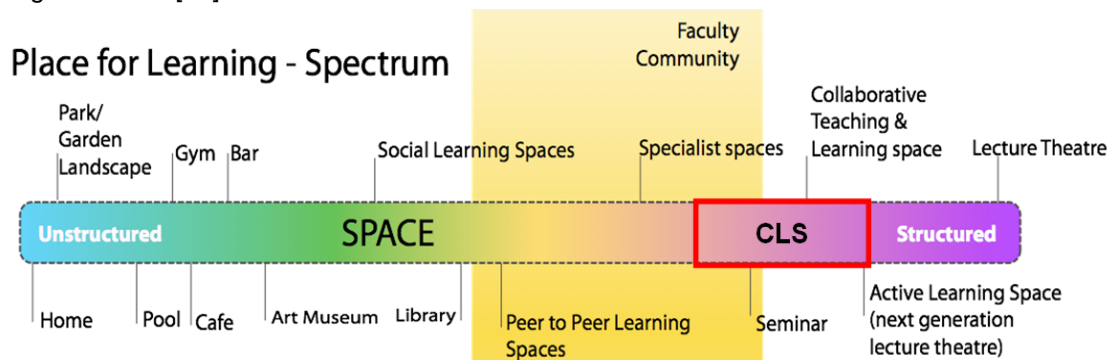 Faculty
Community
Place for Learning - Spectrum
Park/
Garden
Landscape
Gym
Bar
Social Learning Spaces
Specialist spaces
Collaborative
Teaching &
Learning space
Lecture Theatre
Unstructured
SPACE
CLS
Structured
Home
Pool
Cafe
Art Museum
Library
Peer to Peer Learning
Spaces
Seminar
Active Learning Space
(next generation
lecture theatre)